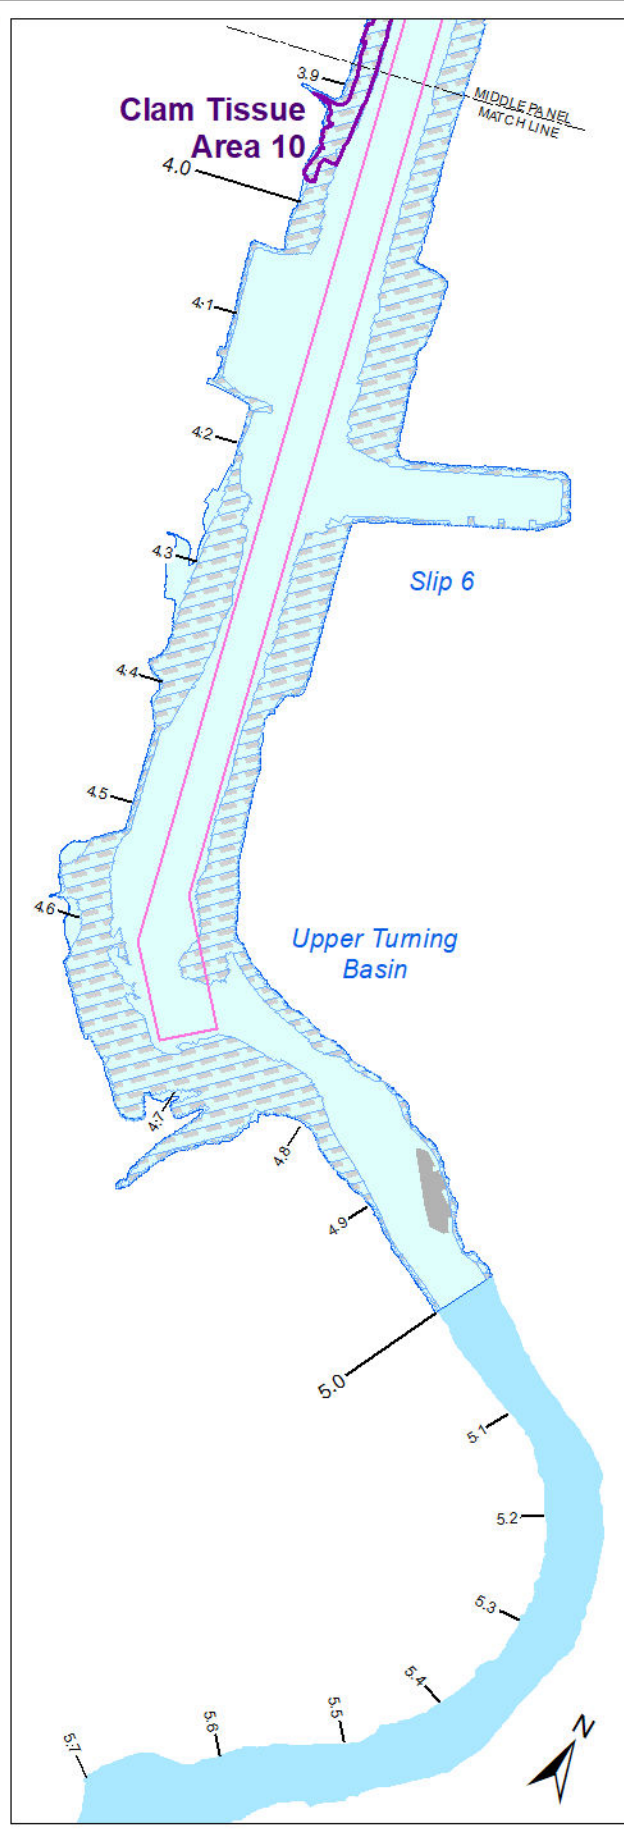 3.9
MIDDLE PANEL
MATCH LINE
Clam Tissue
Area 10
4.0
4.1
4.2
4.3
Slip 6
4.4
4.5
4.6
Upper Turning
Basin
4.7
4.8
4.9
5.0
5.1
5.2
5.3
5.4
5.5
5.6
5.7
N